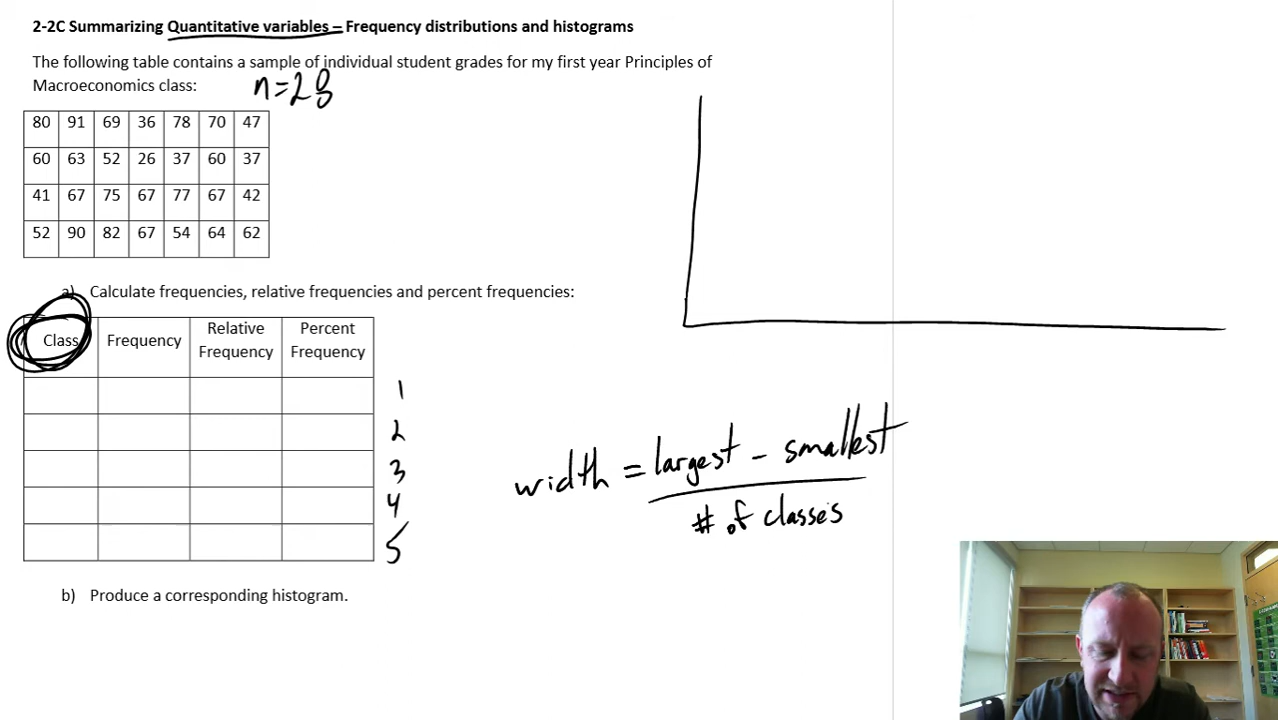 2-2C Summarizing Quantitative variables – Frequency distributions and histograms
The following table contains a sample of individual student grades for my first year Principles of
Macroeconomics class:
n=28
80 91 69 36 78 70 47
60 63 52 26 37 60 37
41 67 75 67 77 67 42
52 90 82 67 54 64 62
a) Calculate frequencies, relative frequencies and percent frequencies:
Class Frequency Relative Frequency Percent Frequency
1
2
3
4
5
width = largest - smallest
# of classes
b) Produce a corresponding histogram.